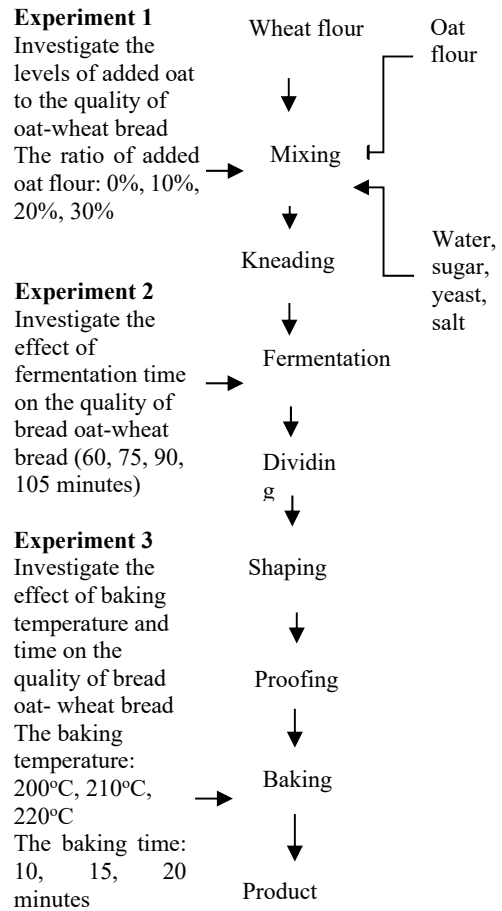 Experiment 1
Investigate the
levels of added oat
to the quality of
oat-wheat bread
The ratio of added
oat flour: 0%, 10%,
20%, 30%
Experiment 2
Investigate the
effect of
fermentation time
on the quality of
bread oat-wheat
bread (60, 75, 90,
105 minutes)
Experiment 3
Investigate the
effect of baking
temperature and
time on the
quality of bread
oat- wheat bread
The baking
temperature:
200°C, 210°C,
220°C
The baking time:
10, 15, 20
minutes
Wheat flour
Mixing
Kneading
Fermentation
Dividin
g
Shaping
Proofing
Baking
Product
Oat
flour
Water,
sugar,
yeast,
salt